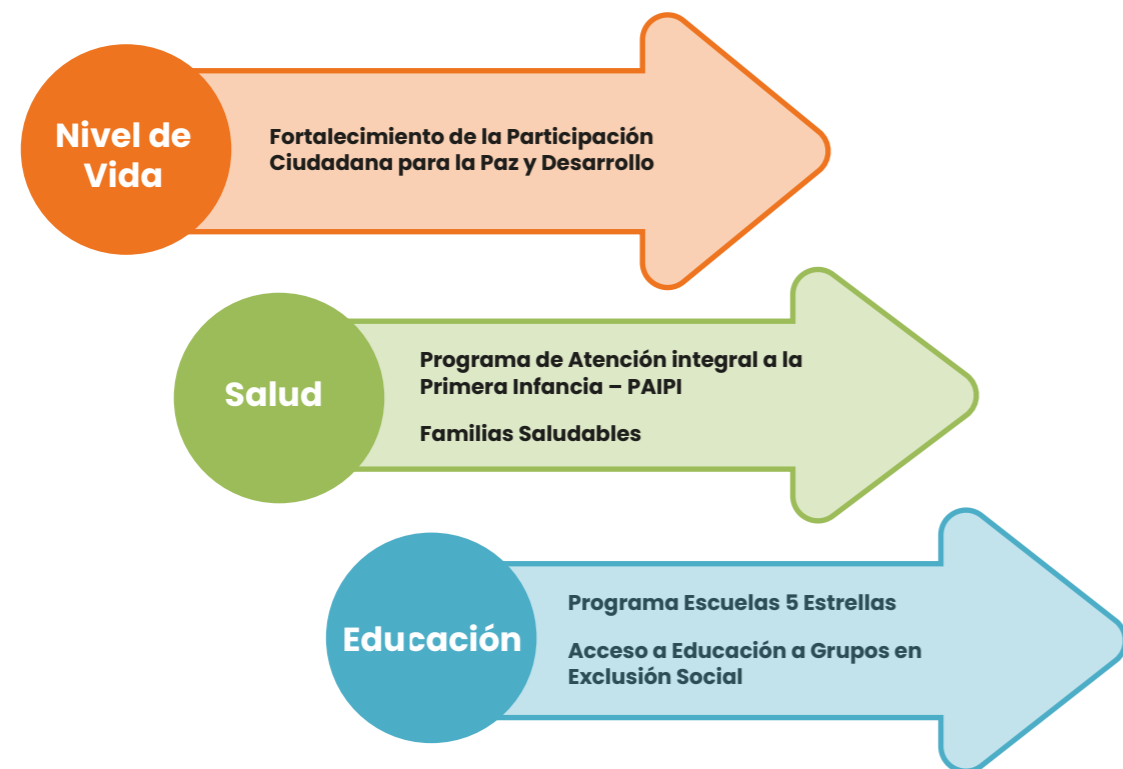 Nivel de
Vida
Fortalecimiento de la Participación
Ciudadana para la Paz y Desarrollo
Salud
Programa de Atención integral a la
Primera Infancia – PAIPI
Familias Saludables
Educación
Programa Escuelas 5 Estrellas
Acceso a Educación a Grupos en
Exclusión Social